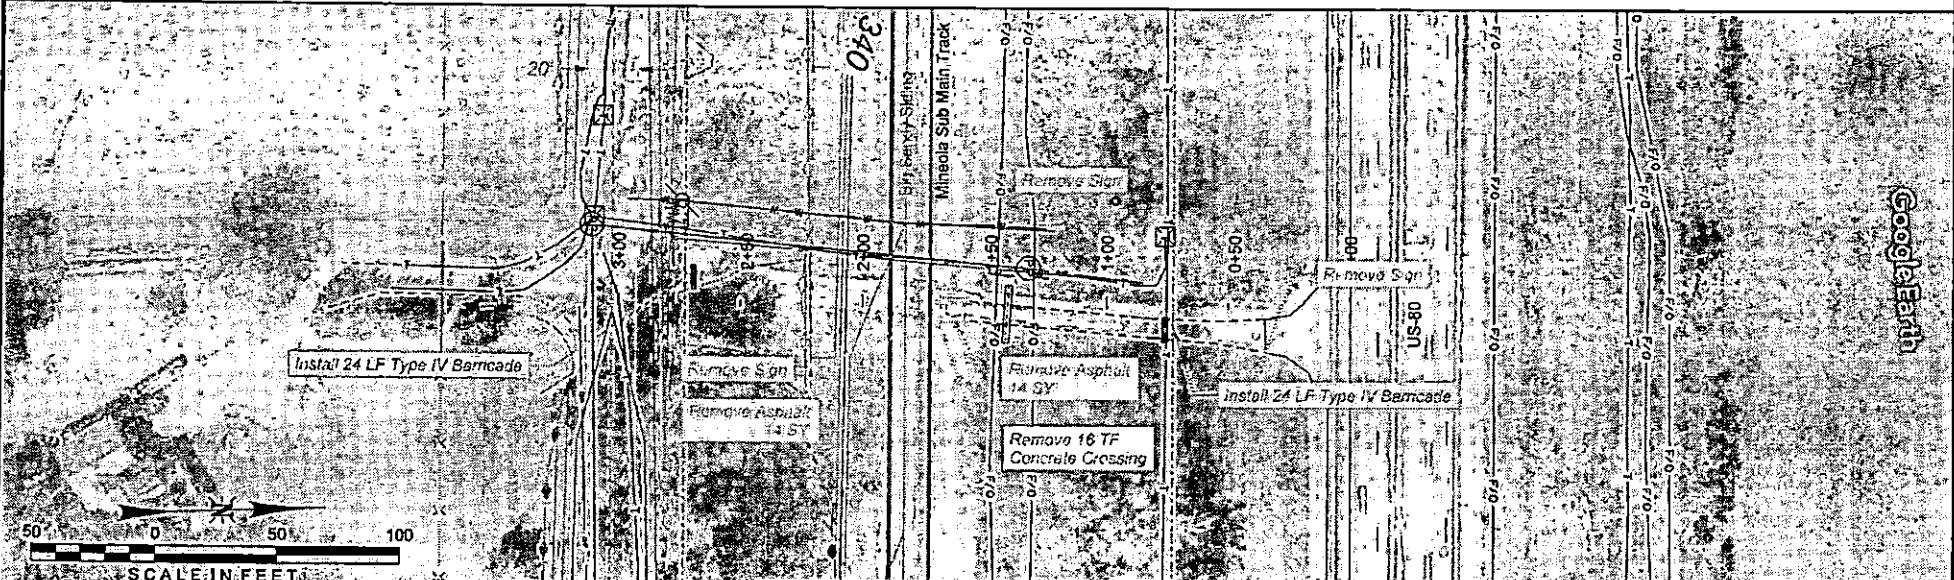 20'
340
Mineola Sub Main Track
F/O
F/O
F/O
T
Remove Sign
3+00
2+50
2+00
1+50
1+00
0+50
Remove Sign
US-80
Google Earth
Install 24 LF Type IV Barricade
Remove Sign
Remove Asphalt
14 SY
Remove Asphalt
14 SY
Install 24 LF Type IV Barricade
Remove 16 TF
Concrete Crossing
F/O
F/O
F/O
F/O
F/O
F/O
F/O
F/O
N
50
0
50
100
SCALE IN FEET